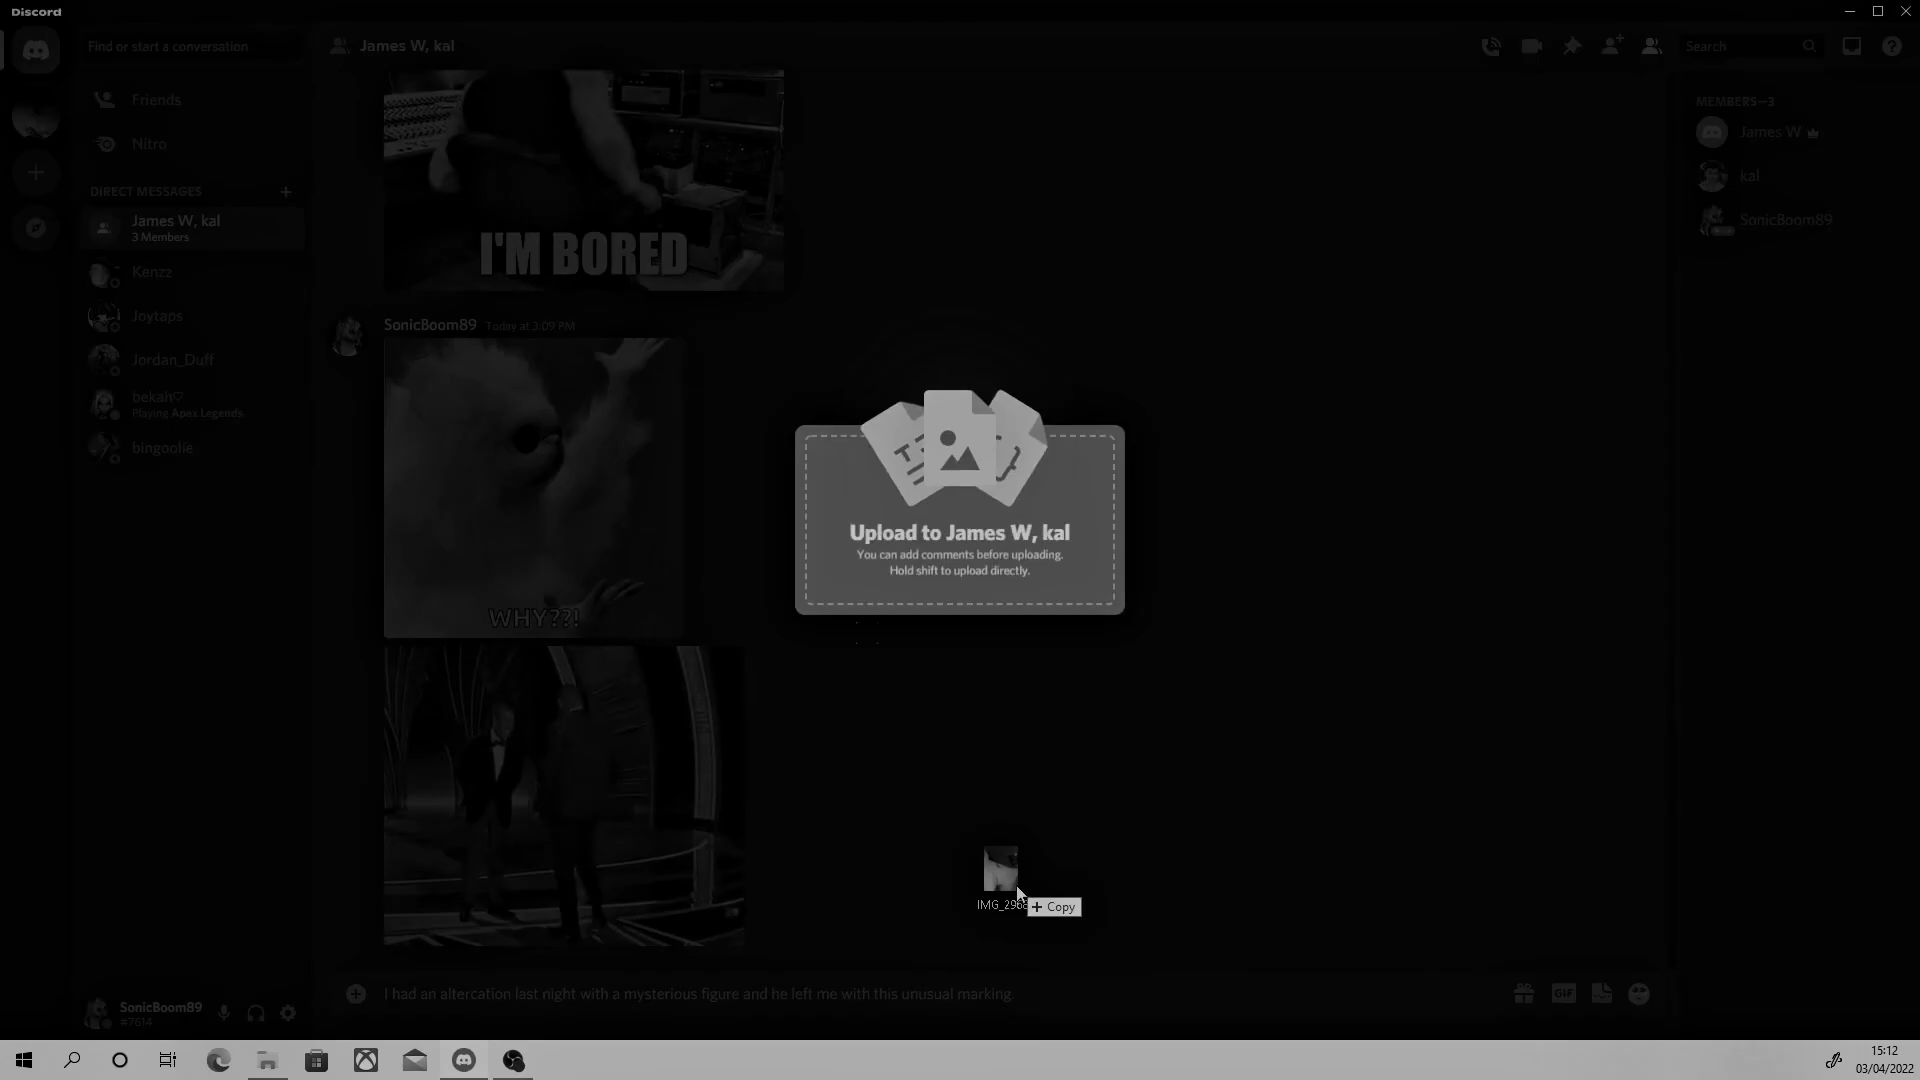 Discord
Find or start a conversation
James W, kal
Search
Friends
Nitro
DIRECT MESSAGES
James W, kal
3 Members
Kenzz
Joytaps
Jordan_Duff
bekah♡
Playing Apex Legends
bingoolie
I'M BORED
SonicBoom89 Today at 3:09 PM
WHY??!
Upload to James W, kal
You can add comments before uploading.
Hold shift to upload directly.
+ Copy
MEMBERS—3
James W
kal
SonicBoom89
I had an altercation last night with a mysterious figure and he left me with this unusual marking.
GIF
SonicBoom89
#7614
15:12
03/04/2022